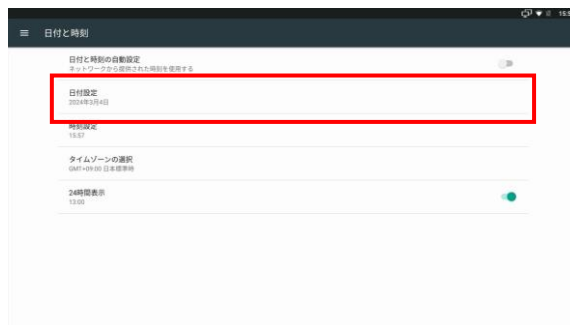 15:5
日付と時刻
日付と時刻の自動設定
ネットワークから提供された時刻を使用する
日付設定
2024年3月4日
時刻設定
15:57
タイムゾーンの選択
GMT+09:00 日本標準時
24時間表示
13:00